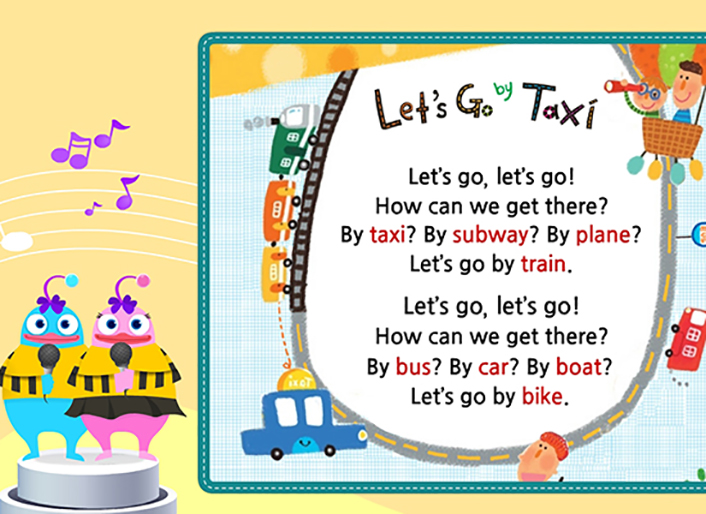 Let's Go by Taxi
Let's go, let's go!
How can we get there?
By taxi? By subway? By plane?
Let's go by train.
Let's go, let's go!
How can we get there?
By bus? By car? By boat?
Let's go by bike.